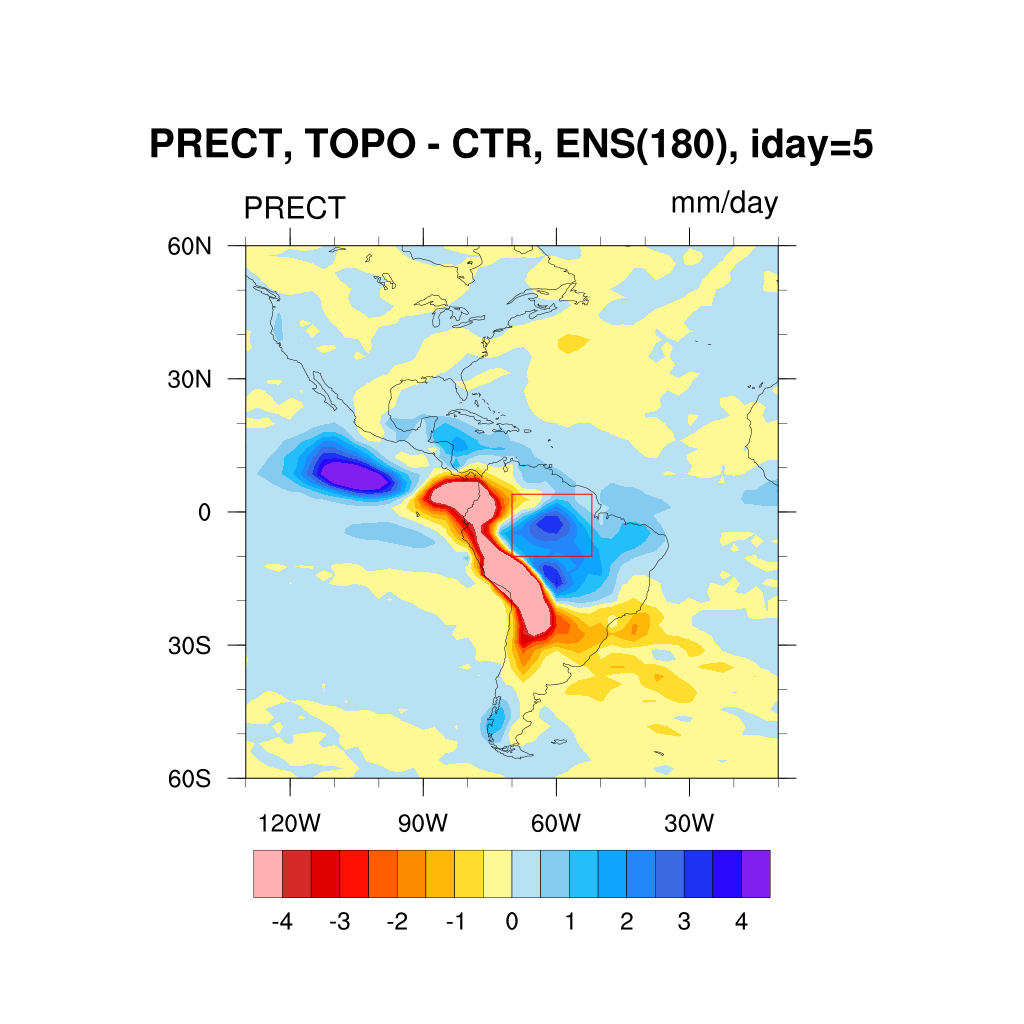 PRECT, TOPO - CTR, ENS(180), iday=5
PRECT mm/day
60N
30N
0
30S
60S
120W 90W 60W 30W
-4 -3 -2 -1 0 1 2 3 4